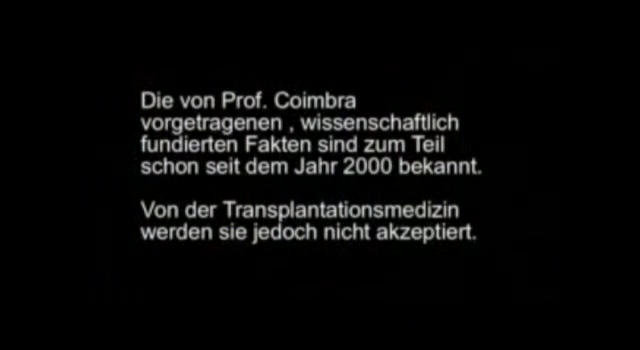 Die von Prof. Coimbra
vorgetragenen , wissenschaftlich
fundierten Fakten sind zum Teil
schon seit dem Jahr 2000 bekannt.
Von der Transplantationsmedizin
werden sie jedoch nicht akzeptiert.